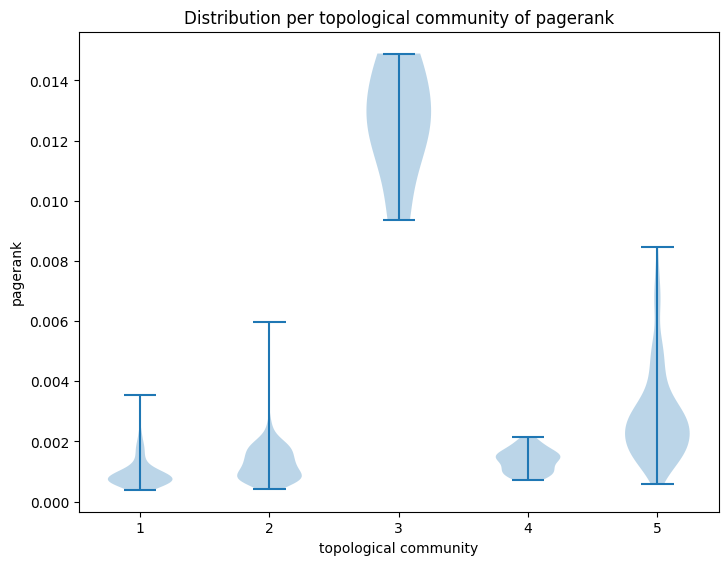 Distribution per topological community of pagerank
0.014
0.012
0.010
0.008
0.006
0.004
0.002
0.000
pagerank
1 2 3 4 5
topological community